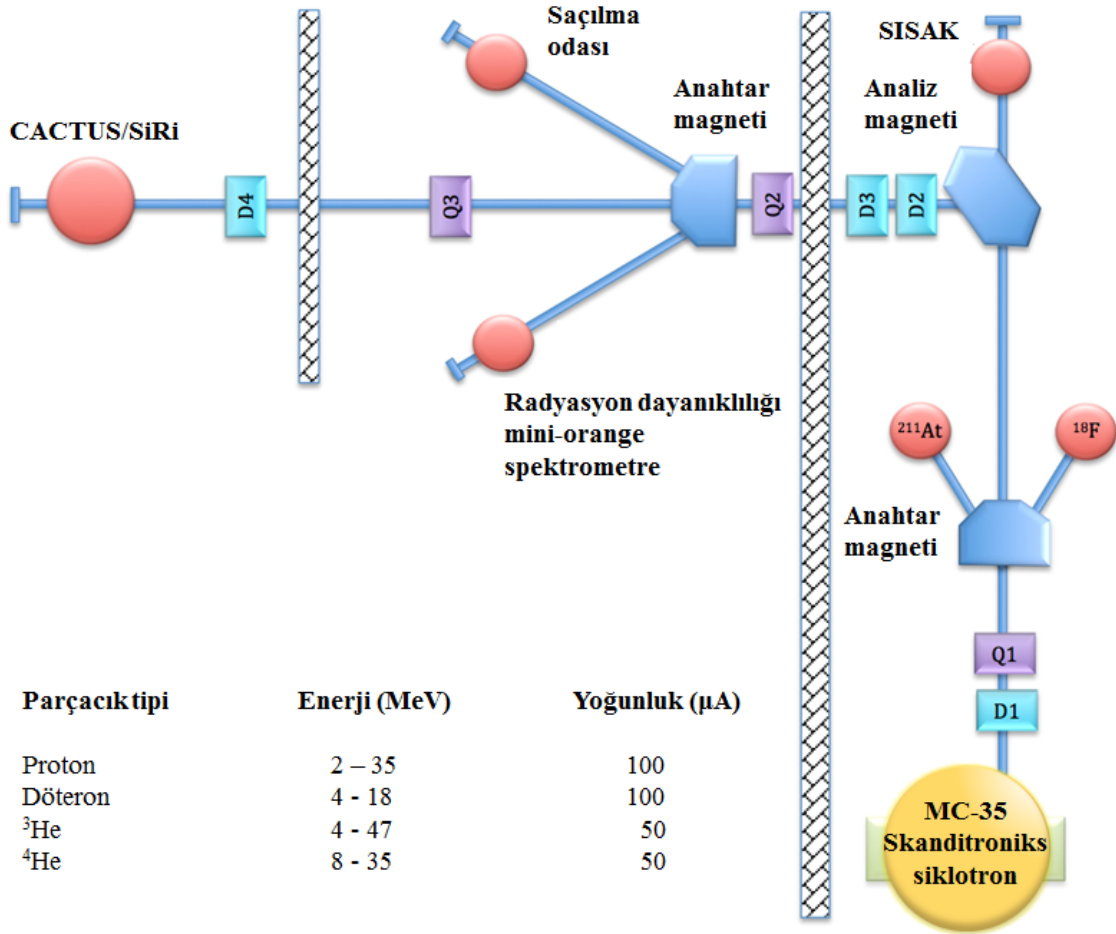 Saçılma
odası
SISAK
Anahtar
magneti
Analiz
magneti
CACTUS/SiRi
D4
Q3
Q2
D3
D2
Radyasyon dayanıklılığı
mini-orange
spektrometre
²¹¹At
¹⁸F
Anahtar
magneti
Q1
D1
MC-35
Skanditroniks
siklotron
Parçacık tipi Enerji (MeV) Yoğunluk (µA)
Proton 2 – 35 100
Döteron 4 - 18 100
³He 4 - 47 50
⁴He 8 - 35 50